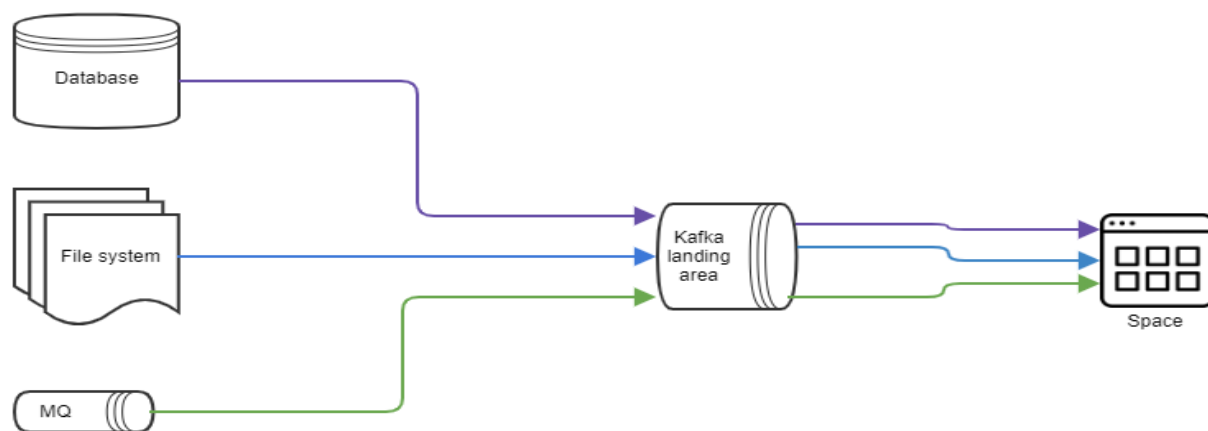 Database
File system
Kafka
landing
area
Space
MQ